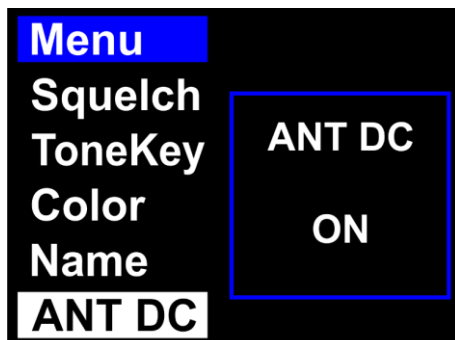 Menu
Squelch
ToneKey
Color
Name
ANT DC
ANT DC
ON